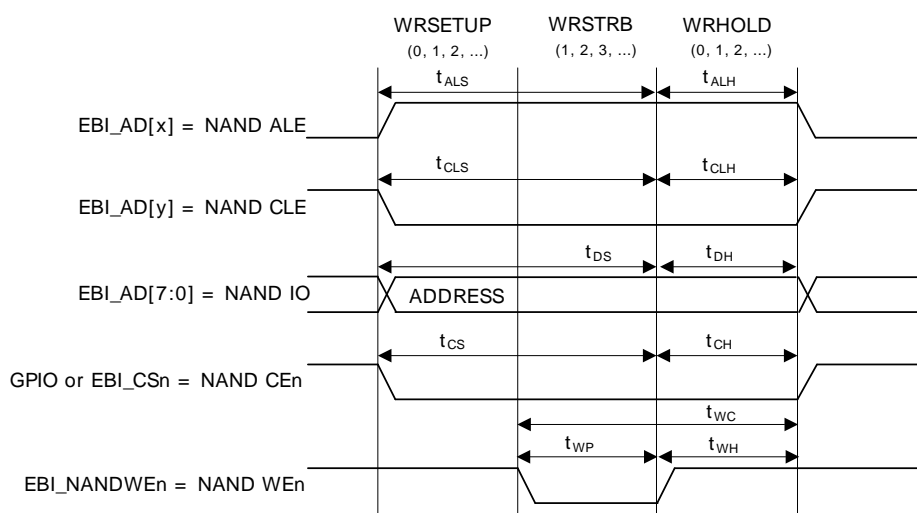 WRSETUP WRSTRB WRHOLD
(0, 1, 2, ...) (1, 2, 3, ...) (0, 1, 2, ...)
tALS tALH
EBI_AD[x] = NAND ALE
tCLS tCLH
EBI_AD[y] = NAND CLE
tDS tDH
EBI_AD[7:0] = NAND IO ADDRESS
tCS tCH
GPIO or EBI_CSn = NAND CEn
tWC
tWP tWH
EBI_NANDWEn = NAND WEn